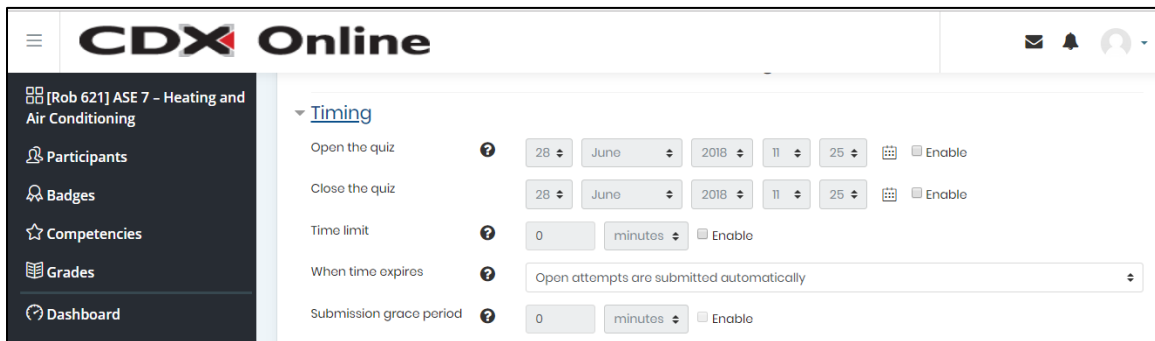 CDX Online
[Rob 621] ASE 7 – Heating and
Air Conditioning
Participants
Badges
Competencies
Grades
Dashboard
Timing
Open the quiz ? 28 June 2018 11 25 Enable
Close the quiz 28 June 2018 11 25 Enable
Time limit ? 0 minutes Enable
When time expires ? Open attempts are submitted automatically
Submission grace period ? 0 minutes Enable